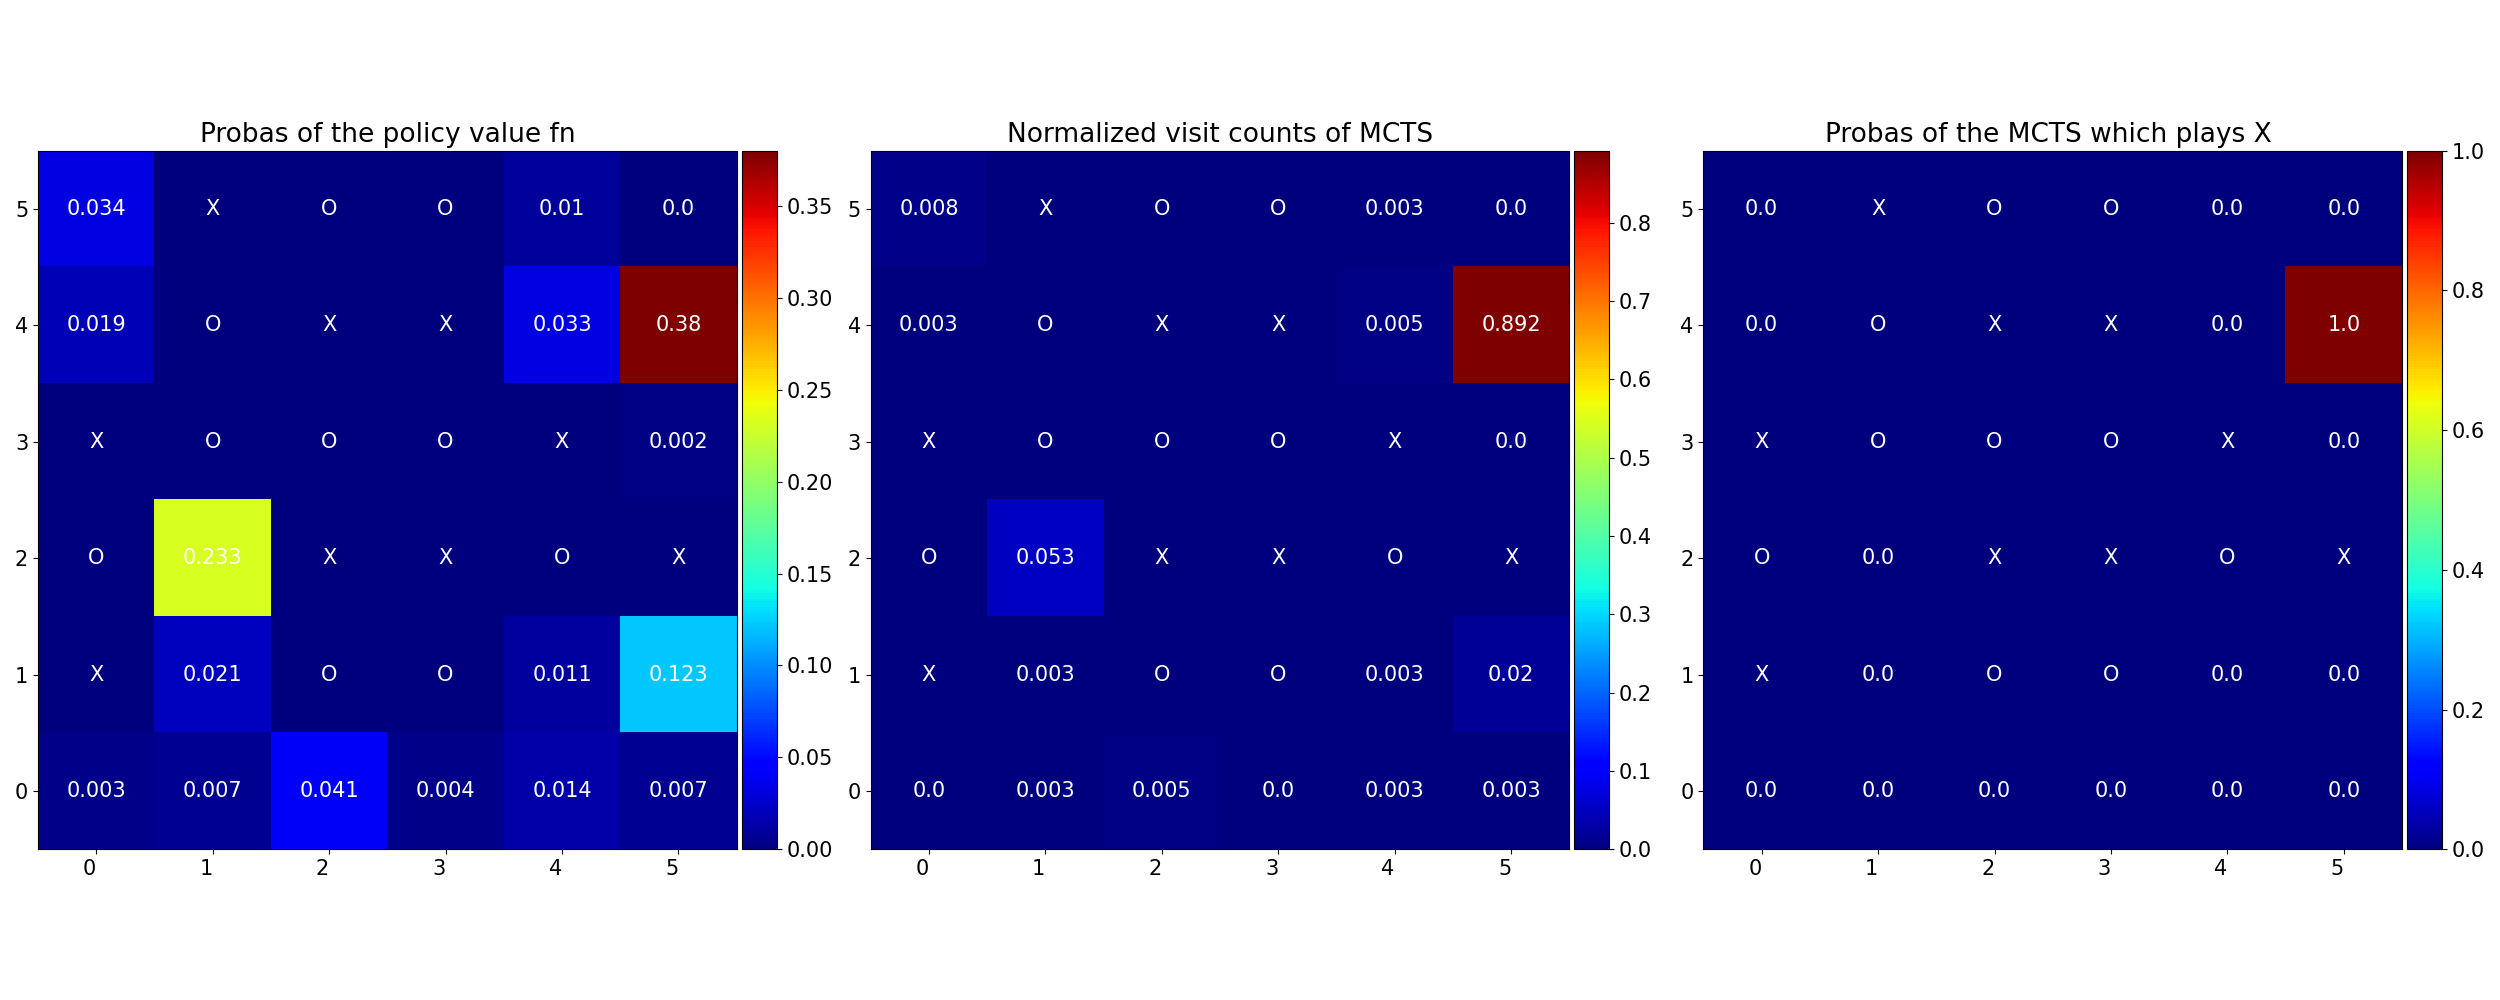 Probas of the policy value fn
5 0.034 X O O 0.01 0.0
4 0.019 O X X 0.033 0.38
3 X O O O X 0.002
2 O 0.233 X X O X
1 X 0.021 O O 0.011 0.123
0 0.003 0.007 0.041 0.004 0.014 0.007
0 1 2 3 4 5
0.35
0.30
0.25
0.20
0.15
0.10
0.05
0.00
Normalized visit counts of MCTS
5 0.008 X O O 0.003 0.0
4 0.003 O X X 0.005 0.892
3 X O O O X 0.0
2 O 0.053 X X O X
1 X 0.003 O O 0.003 0.02
0 0.0 0.003 0.005 0.0 0.003 0.003
0 1 2 3 4 5
0.8
0.7
0.6
0.5
0.4
0.3
0.2
0.1
0.0
Probas of the MCTS which plays X
5 0.0 X O O 0.0 0.0
4 0.0 O X X 0.0 1.0
3 X O O O X 0.0
2 O 0.0 X X O X
1 X 0.0 O O 0.0 0.0
0 0.0 0.0 0.0 0.0 0.0 0.0
0 1 2 3 4 5
1.0
0.8
0.6
0.4
0.2
0.0